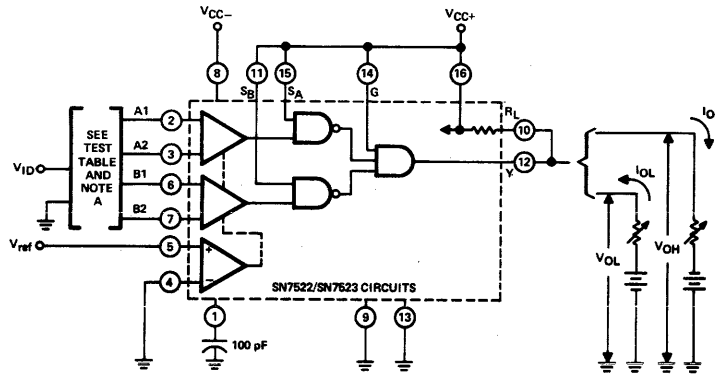 VCC−
VCC+
8
11
15
14
16
SB
SA
G
RL
10
IO
A1
2
SEE
TEST
TABLE
AND
NOTE
A
A2
3
VID
B1
6
12
Y
IOL
B2
7
Vref
5
+
VOL
VOH
4
−
SN7522/SN7523 CIRCUITS
1
9
13
100 pF